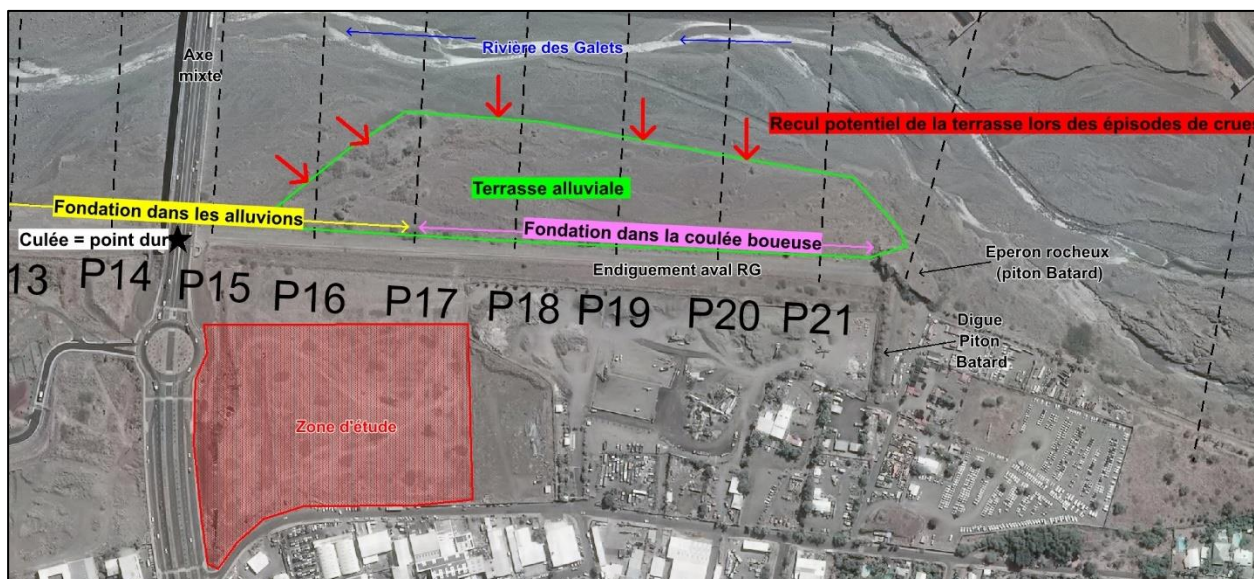 Axe
mixte
Rivière des Galets
Recul potentiel de la terrasse lors des épisodes de crue
Terrasse alluviale
Fondation dans les alluvions
Fondation dans la coulée boueuse
Culée = point dur
Endiguement aval RG
Eperon rocheux
(piton Batard)
13 P14 P15 P16 P17 P18 P19 P20 P21
Digue
Piton
Batard
Zone d'étude